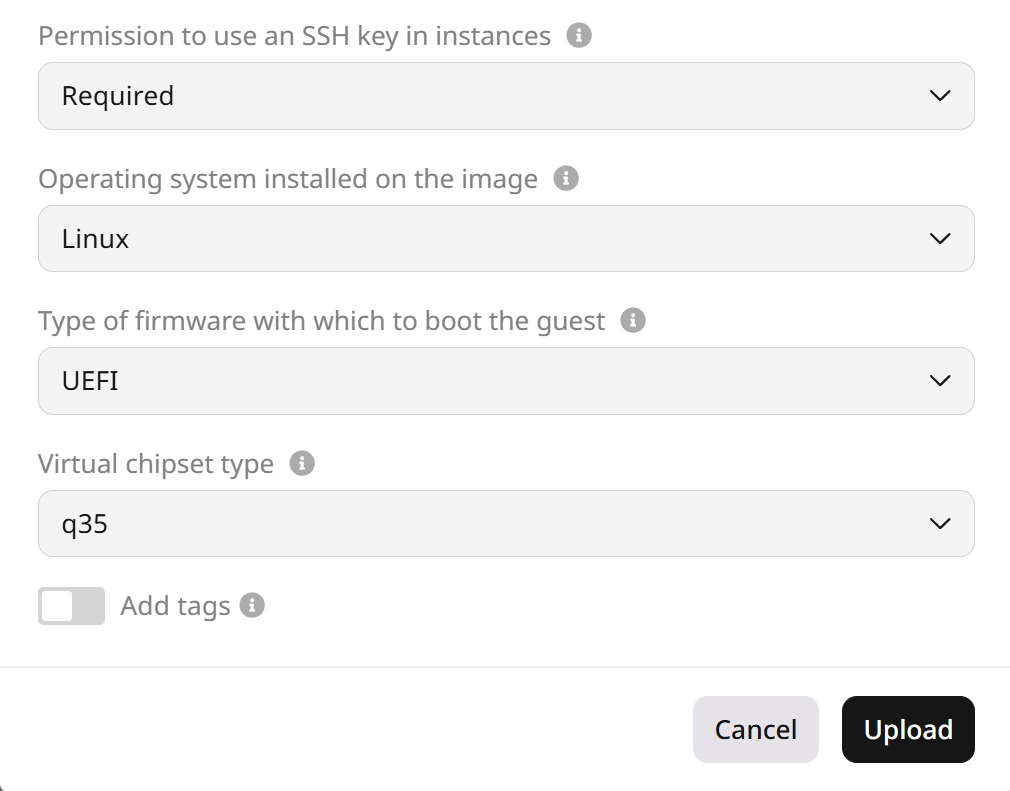 Permission to use an SSH key in instances
Required
Operating system installed on the image
Linux
Type of firmware with which to boot the guest
UEFI
Virtual chipset type
q35
Add tags
Cancel
Upload